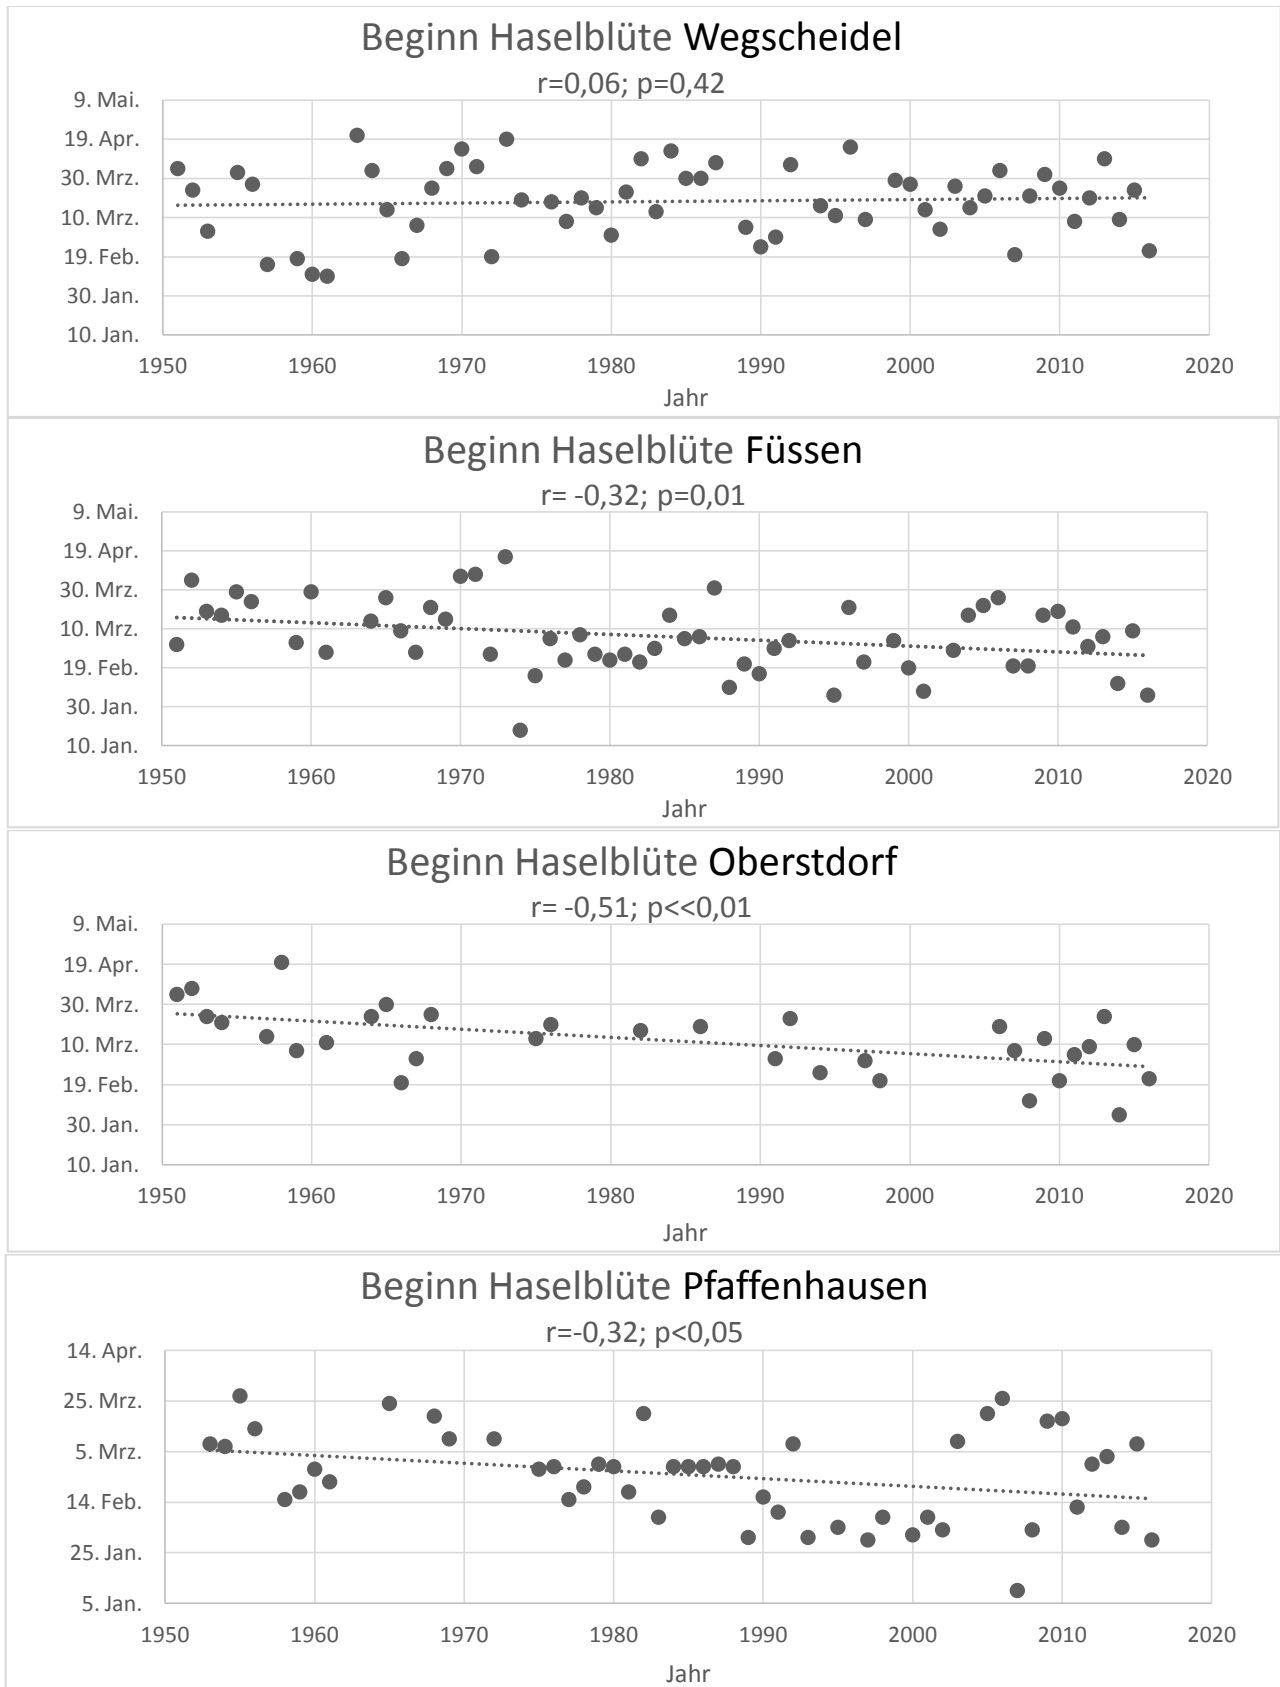 Beginn Haselblüte Wegscheidel
r=0,06; p=0,42
9. Mai.
19. Apr.
30. Mrz.
10. Mrz.
19. Feb.
30. Jan.
10. Jan.
1950 1960 1970 1980 1990 2000 2010 2020
Jahr
Beginn Haselblüte Füssen
r= -0,32; p=0,01
9. Mai.
19. Apr.
30. Mrz.
10. Mrz.
19. Feb.
30. Jan.
10. Jan.
1950 1960 1970 1980 1990 2000 2010 2020
Jahr
Beginn Haselblüte Oberstdorf
r= -0,51; p<<0,01
9. Mai.
19. Apr.
30. Mrz.
10. Mrz.
19. Feb.
30. Jan.
10. Jan.
1950 1960 1970 1980 1990 2000 2010 2020
Jahr
Beginn Haselblüte Pfaffenhausen
r=-0,32; p<0,05
14. Apr.
25. Mrz.
5. Mrz.
14. Feb.
25. Jan.
5. Jan.
1950 1960 1970 1980 1990 2000 2010 2020
Jahr